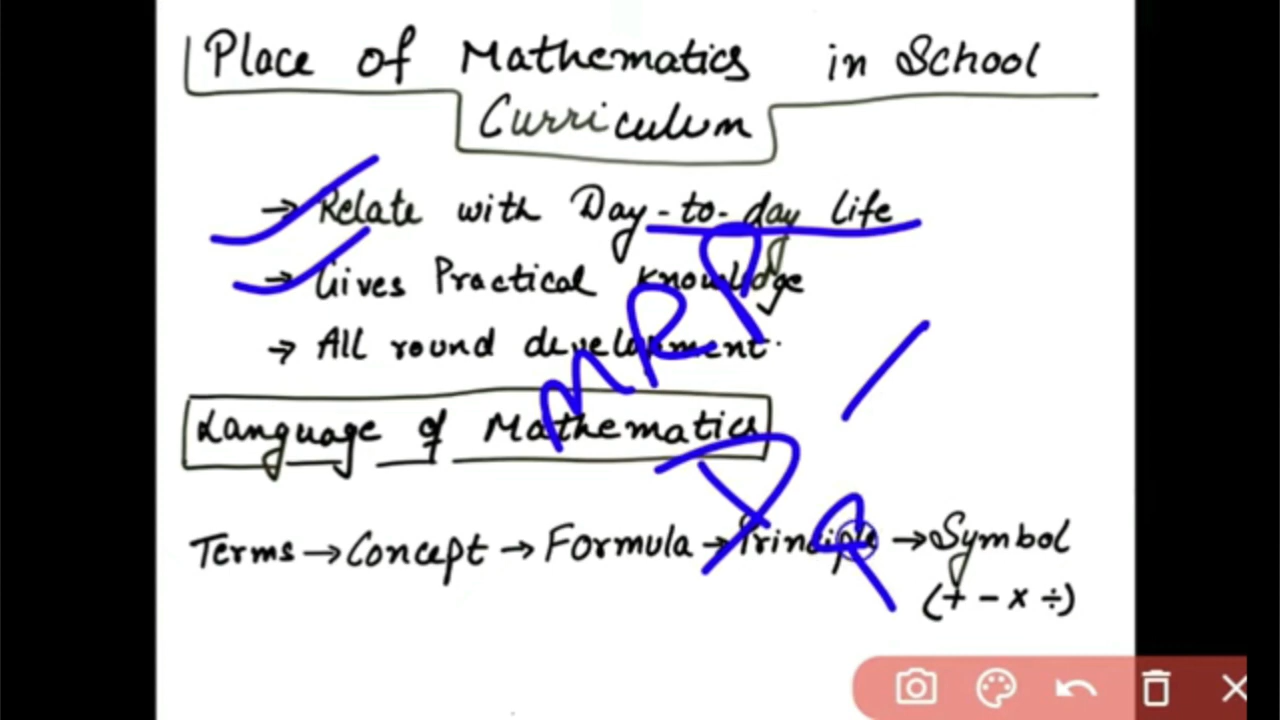 Place of Mathematics in School
Curriculum
→ Relate with Day-to-day life
→ Gives Practical knowledge
→ All round development.
Language of Mathematics
Terms → Concept → Formula → Principle → Symbol
(+ - × ÷)
MRP